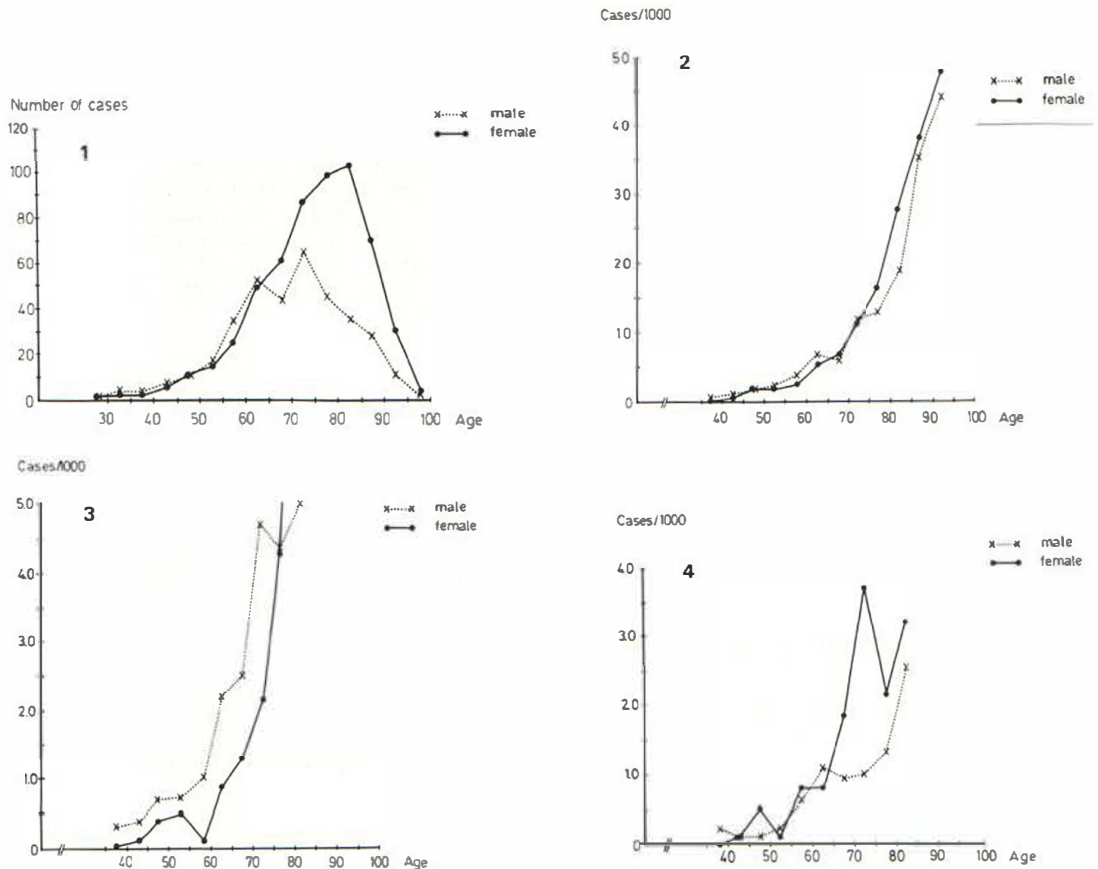 Number of cases
1
x····x male
•—• female
120
100
80
60
40
20
0
30 40 50 60 70 80 90 100 Age
Cases/1000
2
x····x male
•—• female
50
40
30
20
10
0
40 50 60 70 80 90 100 Age
Cases/1000
3
x····x male
•—• female
5.0
4.0
3.0
2.0
1.0
0
40 50 60 70 80 90 100 Age
Cases/1000
4
x····x male
•—• female
4.0
3.0
2.0
1.0
0
40 50 60 70 80 90 100 Age